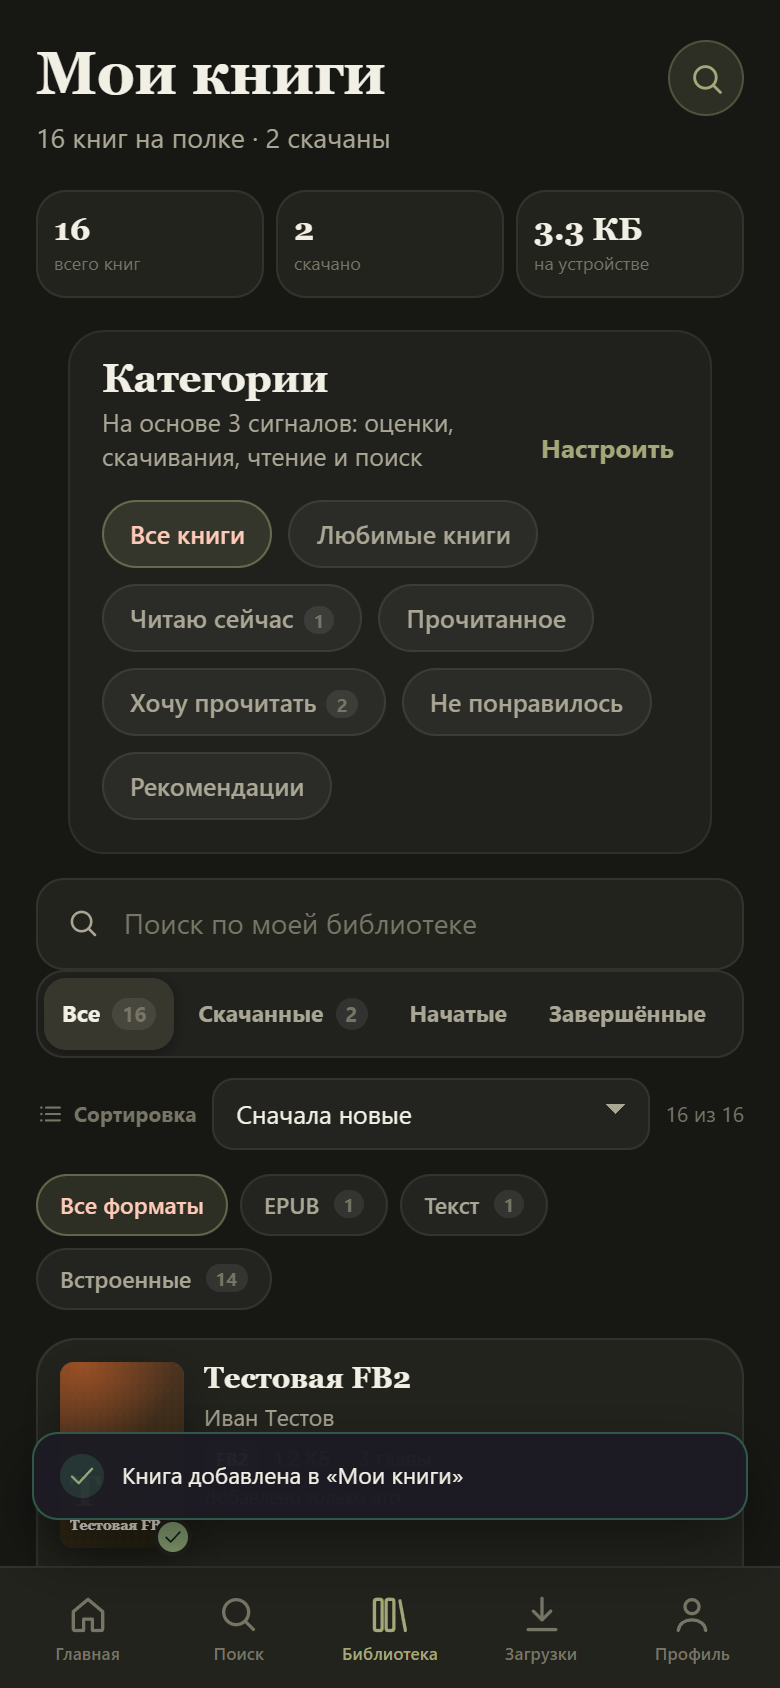 Мои книги
16 книг на полке · 2 скачаны
16
всего книг
2
скачано
3.3 КБ
на устройстве
Категории
На основе 3 сигналов: оценки,
скачивания, чтение и поиск
Настроить
Все книги
Любимые книги
Читаю сейчас 1
Прочитанное
Хочу прочитать 2
Не понравилось
Рекомендации
Поиск по моей библиотеке
Все 16
Скачанные 2
Начатые
Завершённые
Сортировка
Сначала новые
16 из 16
Все форматы
EPUB 1
Текст 1
Встроенные 14
Тестовая FB2
Иван Тестов
FB2
Книга добавлена в «Мои книги»
Тестовая FP
Главная
Поиск
Библиотека
Загрузки
Профиль